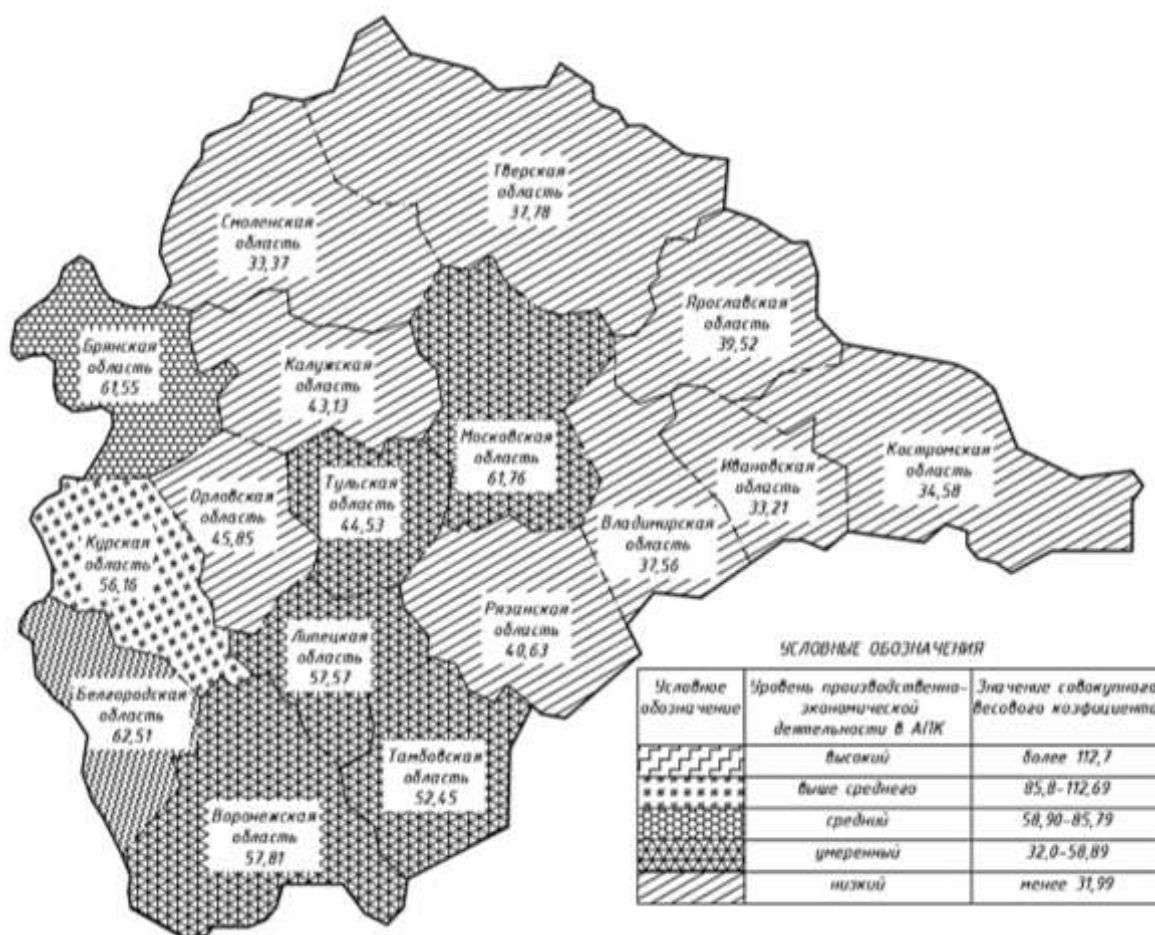 Тверская
область
37,78
Смоленская
область
33,37
Ярославская
область
39,52
Брянская
область
61,55
Калужская
область
43,13
Московская
область
61,76
Костромская
область
34,58
Ивановская
область
33,21
Тульская
область
44,53
Орловская
область
45,85
Владимирская
область
37,56
Курская
область
56,16
Рязанская
область
40,63
Липецкая
область
57,57
Белгородская
область
62,51
Тамбовская
область
52,45
Воронежская
область
57,81
УСЛОВНЫЕ ОБОЗНАЧЕНИЯ
Условное
обозначение
Уровень производственно-
экономической
деятельности в АПК
Значение совокупного
весового коэфициента
высокий
более 112,7
выше среднего
85,8-112,69
средний
58,90-85,79
умеренный
32,0-58,89
низкий
менее 31,99